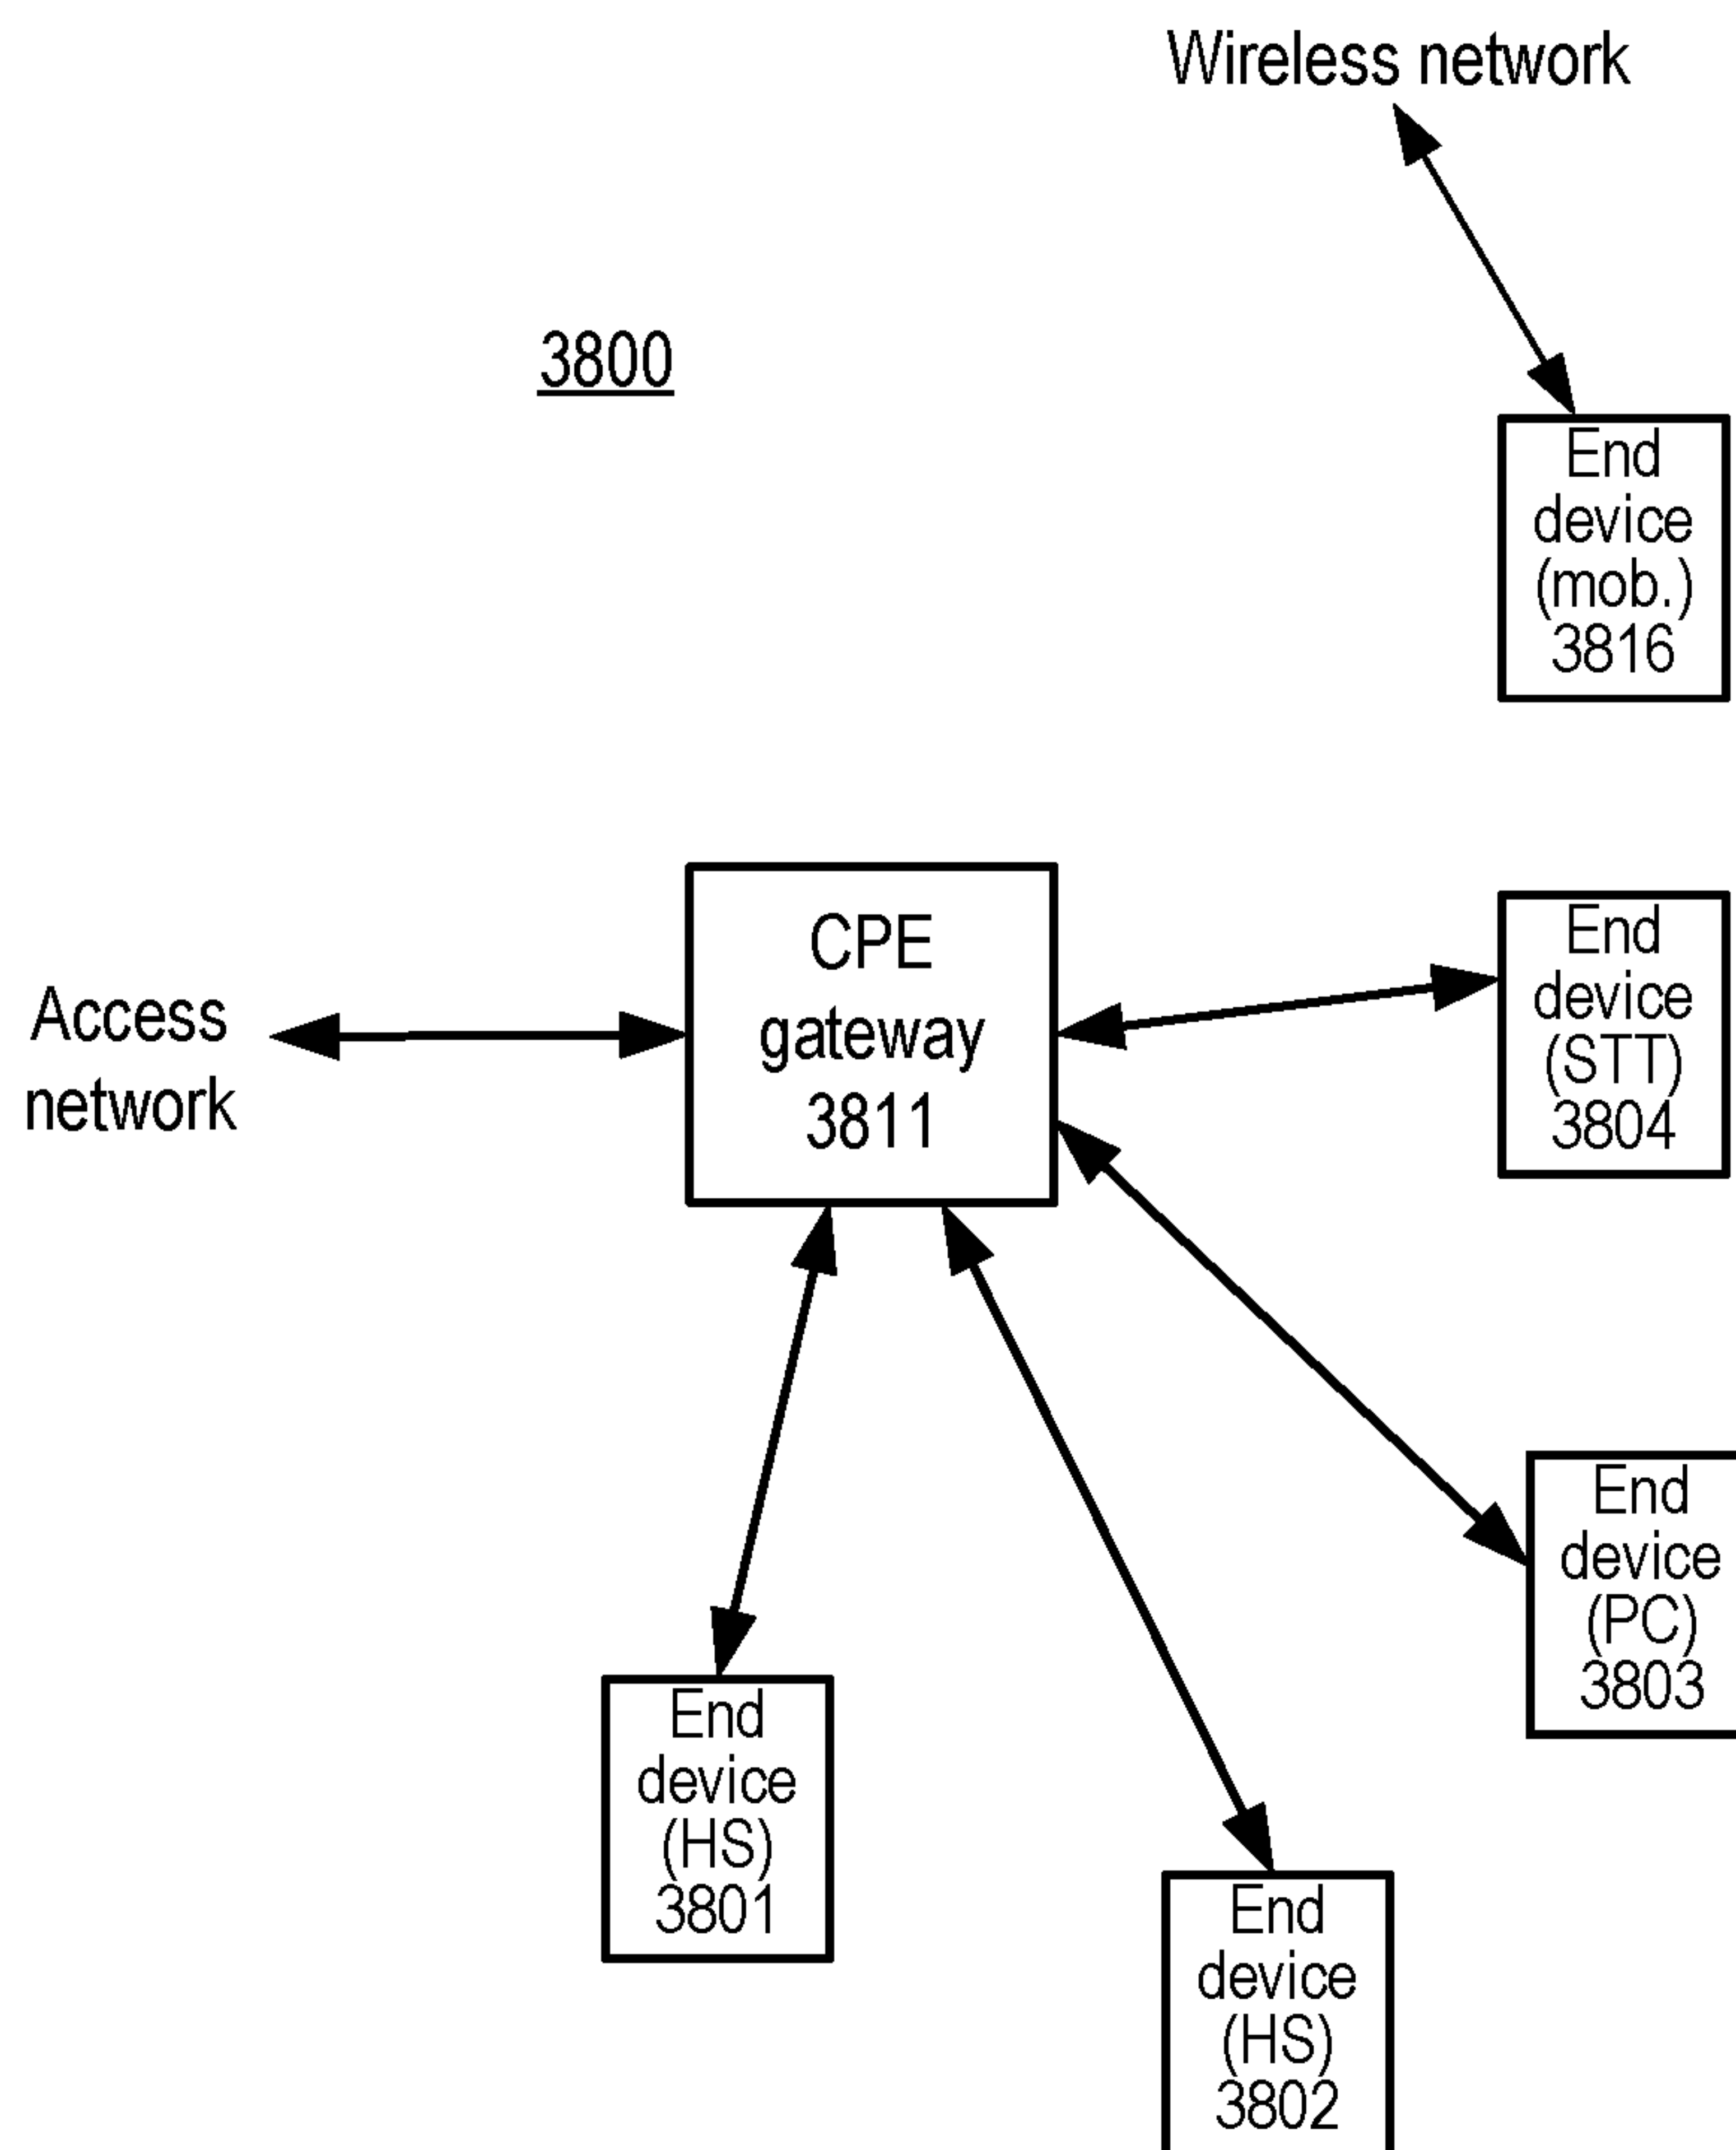 Wireless network
3800
End
device
(mob.)
3816
Access
network
CPE
gateway
3811
End
device
(STT)
3804
End
device
(PC)
3803
End
device
(HS)
3801
End
device
(HS)
3802